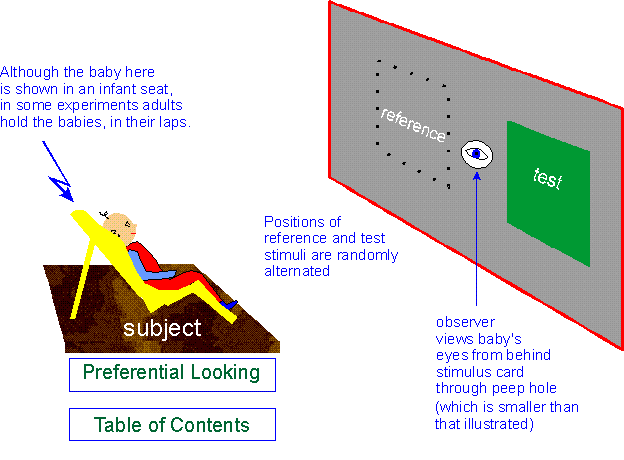 Although the baby here
is shown in an infant seat,
in some experiments adults
hold the babies, in their laps.
reference
test
Positions of
reference and test
stimuli are randomly
alternated
subject
observer
views baby's
eyes from behind
stimulus card
through peep hole
(which is smaller than
that illustrated)
Preferential Looking
Table of Contents